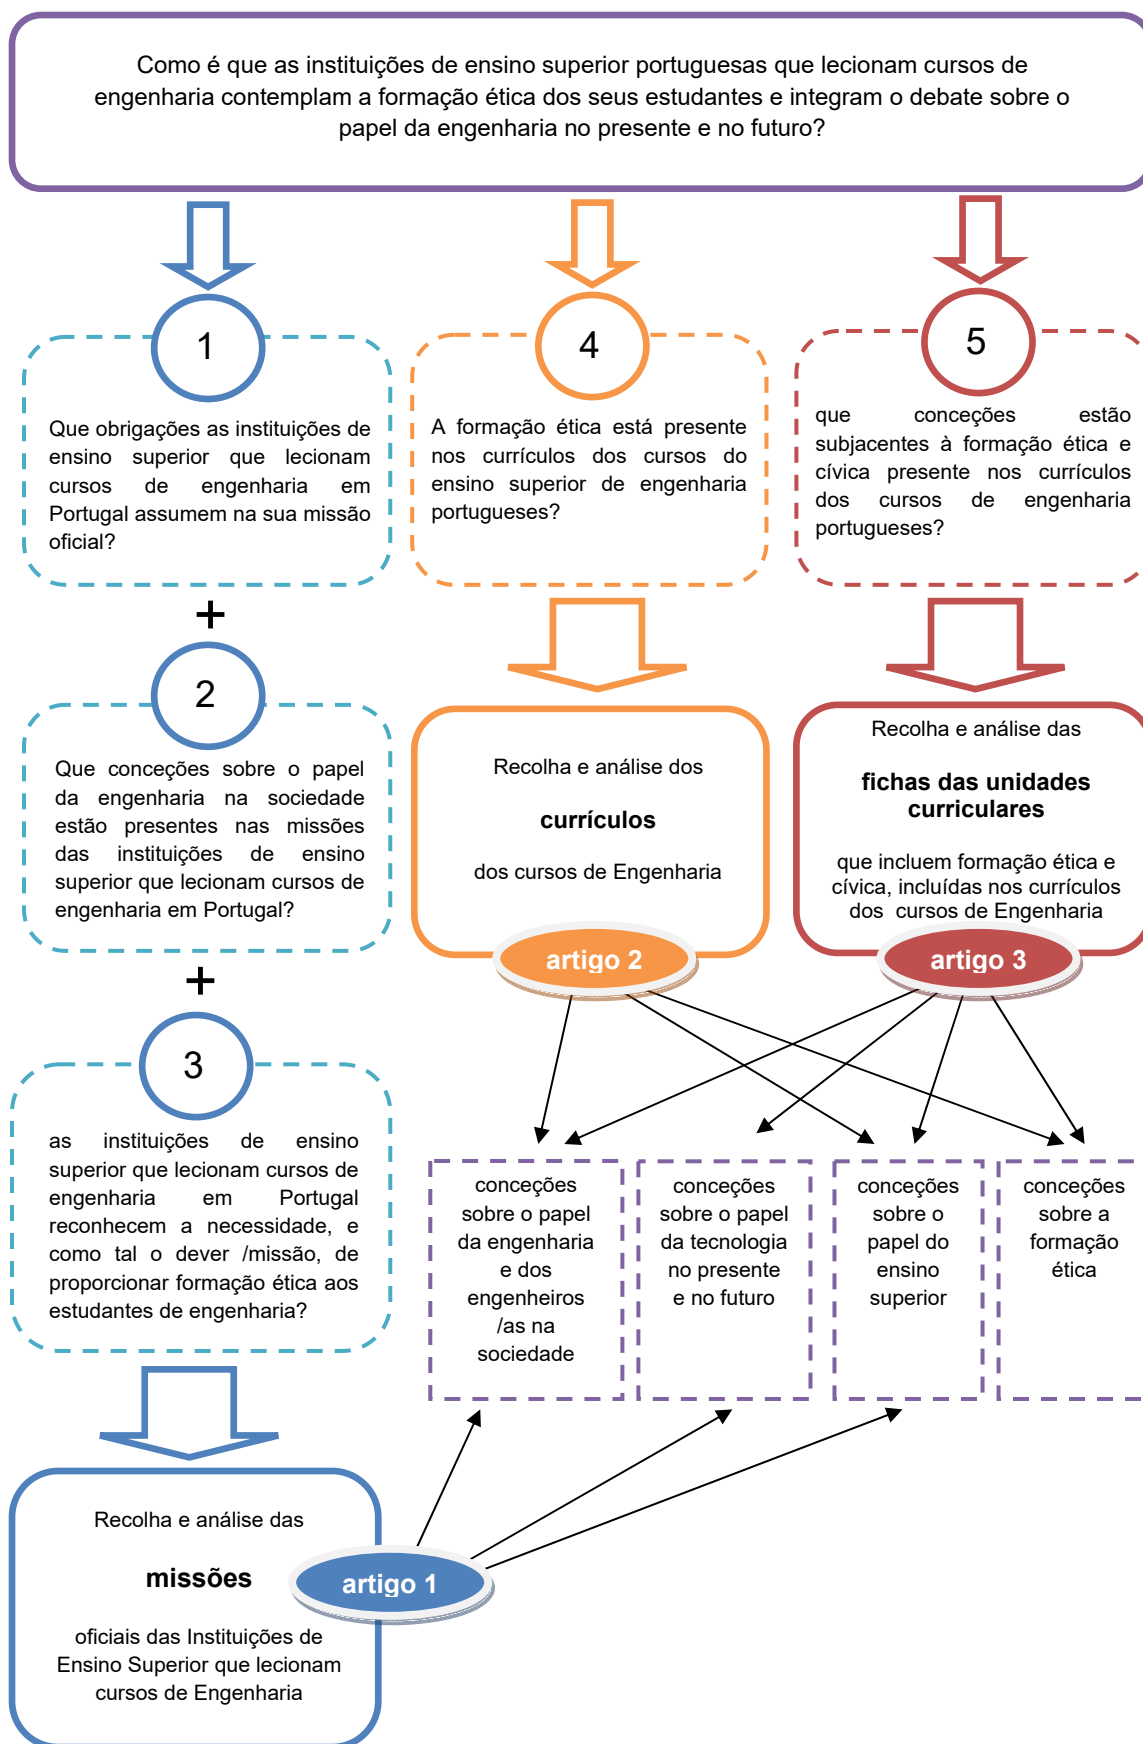 Como é que as instituições de ensino superior portuguesas que lecionam cursos de
engenharia contemplam a formação ética dos seus estudantes e integram o debate sobre o
papel da engenharia no presente e no futuro?
1
Que obrigações as instituições de
ensino superior que lecionam
cursos de engenharia em
Portugal assumem na sua missão
oficial?
+
2
Que conceções sobre o papel
da engenharia na sociedade
estão presentes nas missões
das instituições de ensino
superior que lecionam cursos de
engenharia em Portugal?
+
3
as instituições de ensino
superior que lecionam cursos de
engenharia em Portugal
reconhecem a necessidade, e
como tal o dever /missão, de
proporcionar formação ética aos
estudantes de engenharia?
Recolha e análise das
missões
oficiais das Instituições de
Ensino Superior que lecionam
cursos de Engenharia
artigo 1
4
A formação ética está presente
nos currículos dos cursos do
ensino superior de engenharia
portugueses?
Recolha e análise dos
currículos
dos cursos de Engenharia
artigo 2
5
que conceções estão
subjacentes à formação ética e
cívica presente nos currículos
dos cursos de engenharia
portugueses?
Recolha e análise das
fichas das unidades
curriculares
que incluem formação ética e
cívica, incluídas nos currículos
dos cursos de Engenharia
artigo 3
conceções
sobre o papel
da engenharia
e dos
engenheiros
/as na
sociedade
conceções
sobre o papel
da tecnologia
no presente
e no futuro
conceções
sobre o
papel do
ensino
superior
conceções
sobre a
formação
ética